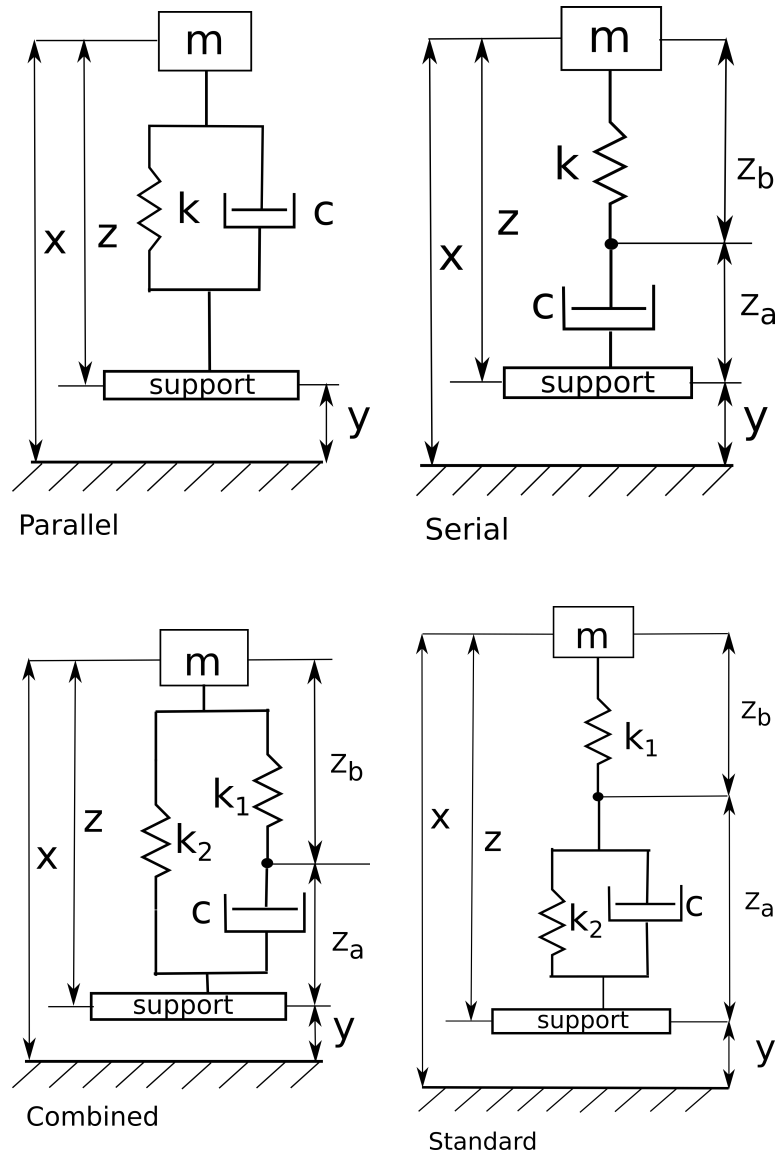 m
k
c
x
z
support
y
Parallel
m
k
z_b
x
z
c
z_a
support
y
Serial
m
z_b
k_1
z
k_2
x
c
z_a
support
y
Combined
m
z_b
k_1
x
z
k_2
c
z_a
support
y
Standard